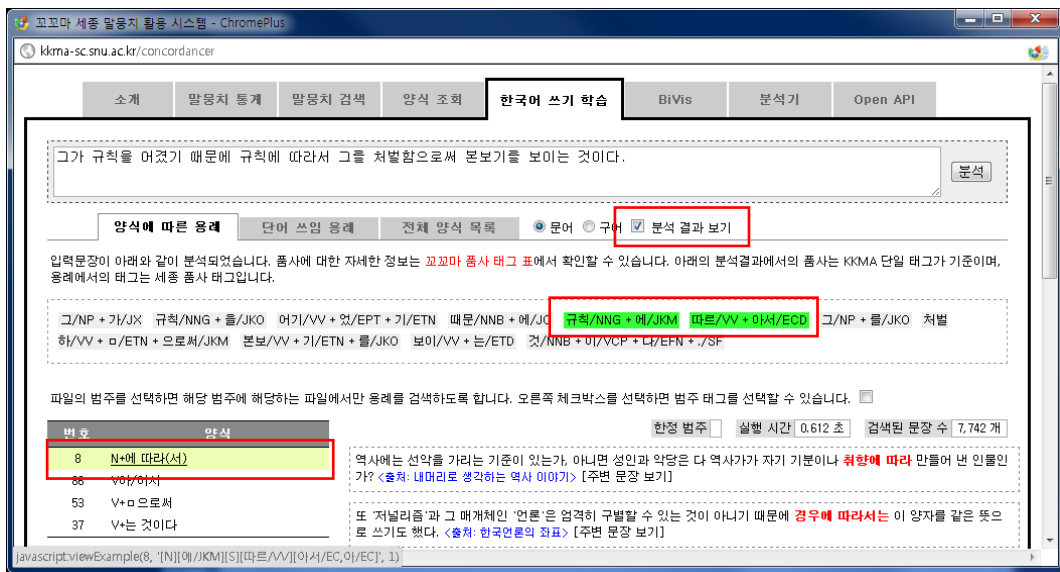 꼬꼬마 세종 말뭉치 활용 시스템 - ChromePlus
kkma-sc.snu.ac.kr/concordancer
소개 말뭉치 통계 말뭉치 검색 양식 조회 한국어 쓰기 학습 BiVis 분석기 Open API
그가 규칙을 어겼기 때문에 규칙에 따라서 그를 처벌함으로써 본보기를 보이는 것이다.
분석
양식에 따른 용례 단어 쓰임 용례 전체 양식 목록 문어 구어 분석 결과 보기
입력문장이 아래와 같이 분석되었습니다. 품사에 대한 자세한 정보는 꼬꼬마 품사 태그 표에서 확인할 수 있습니다. 아래의 분석결과에서의 품사는 KKMA 단일 태그가 기준이며,
용례에서의 태그는 세종 품사 태그입니다.
그/NP + 가/JX 규칙/NNG + 을/JKO 어기/VV + 었/EPT + 기/ETN 때문/NNB + 에/JC 규칙/NNG + 에/JKM 따르/VV + 아서/ECD 그/NP + 를/JKO 처벌
하/VV + ㅁ/ETN + 으로써/JKM 본보/VV + 기/ETN + 를/JKO 보이/VV + 는/ETD 것/NNB + 이/VCP + 다/EFN + ./SF
파일의 범주를 선택하면 해당 범주에 해당하는 파일에서만 용례를 검색하도록 합니다. 오른쪽 체크박스를 선택하면 범주 태그를 선택할 수 있습니다.
번호 양식 한정 범주 실행 시간 0.612 초 검색된 문장 수 7,742 개
8 N+에 따라(서)
V아/어서
53 V+ㅁ으로써
37 V+는 것이다
역사에는 선악을 가리는 기준이 있는가, 아니면 성인과 악당은 다 역사가가 자기 기분이나 취향에 따라 만들어 낸 인물인
가? <출처: 내머리로 생각하는 역사 이야기> [주변 문장 보기]
또 '저널리즘'과 그 매개체인 '언론'은 엄격히 구별할 수 있는 것이 아니기 때문에 경우에 따라서는 이 양자를 같은 뜻으
로 쓰기도 했다. <출처: 한국언론의 좌표> [주변 문장 보기]
javascript:viewExample(8, '[N][에/JKM][S][따르/VV][아서/EC,아/EC]', 1)